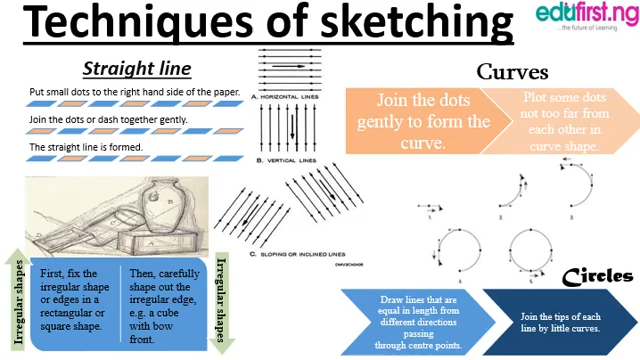 Techniques of sketching
edufirst.ng
...the future of Learning
Straight line
Put small dots to the right hand side of the paper.
Join the dots or dash together gently.
The straight line is formed.
A. HORIZONTAL LINES
B. VERTICAL LINES
C. SLOPING OR INCLINED LINES
Curves
Join the dots
gently to form the
curve.
Plot some dots
not too far from
each other in
curve shape.
1.
2.
3.
Irregular shapes
First, fix the
irregular shape
or edges in a
rectangular or
square shape.
Then, carefully
shape out the
irregular edge,
e.g. a cube
with bow
front.
Irregular shapes
Circles
Draw lines that are
equal in length from
different directions
passing
through centre points.
Join the tips of each
line by little curves.